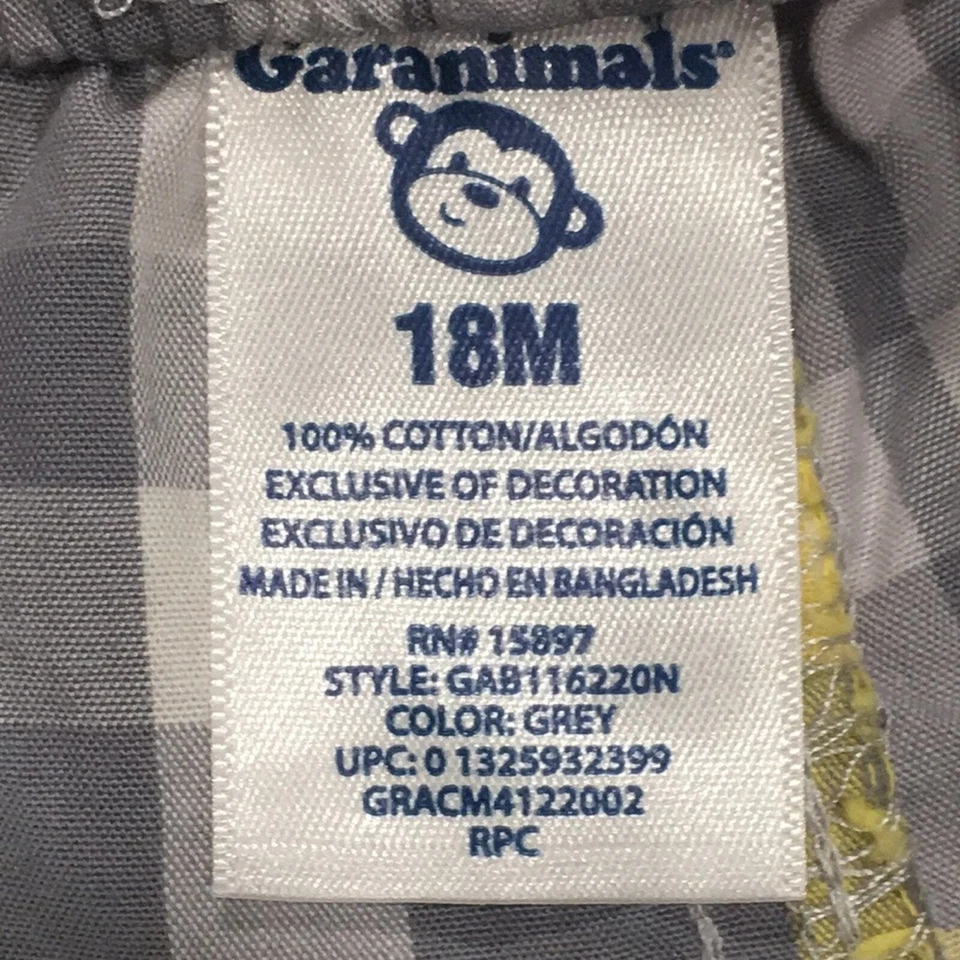 Garanimals®
18M
100% COTTON/ALGODÓN
EXCLUSIVE OF DECORATION
EXCLUSIVO DE DECORACIÓN
MADE IN / HECHO EN BANGLADESH
RN# 15897
STYLE: GAB116220N
COLOR: GREY
UPC: 0 1325932399
GRACM4122002
RPC